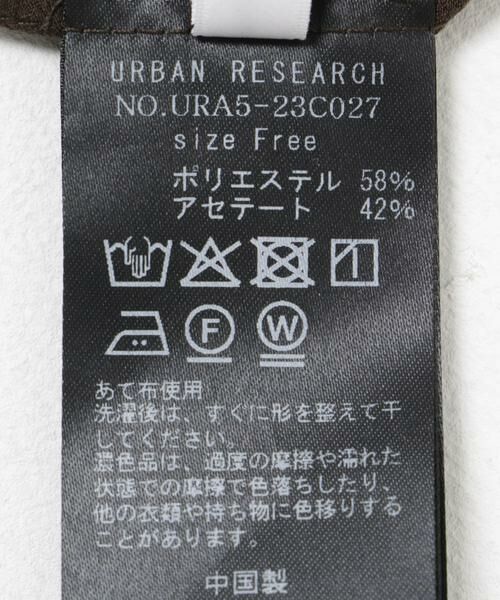 URBAN RESEARCH
NO.URA5-23C027
size Free
ポリエステル 58%
アセテート 42%
F
W
あて布使用
洗濯後は、すぐに形を整えて干
してください。
濃色品は、過度の摩擦や濡れた
状態での摩擦で色落ちしたり、
他の衣類や持ち物に色移りする
ことがあります。
中国製